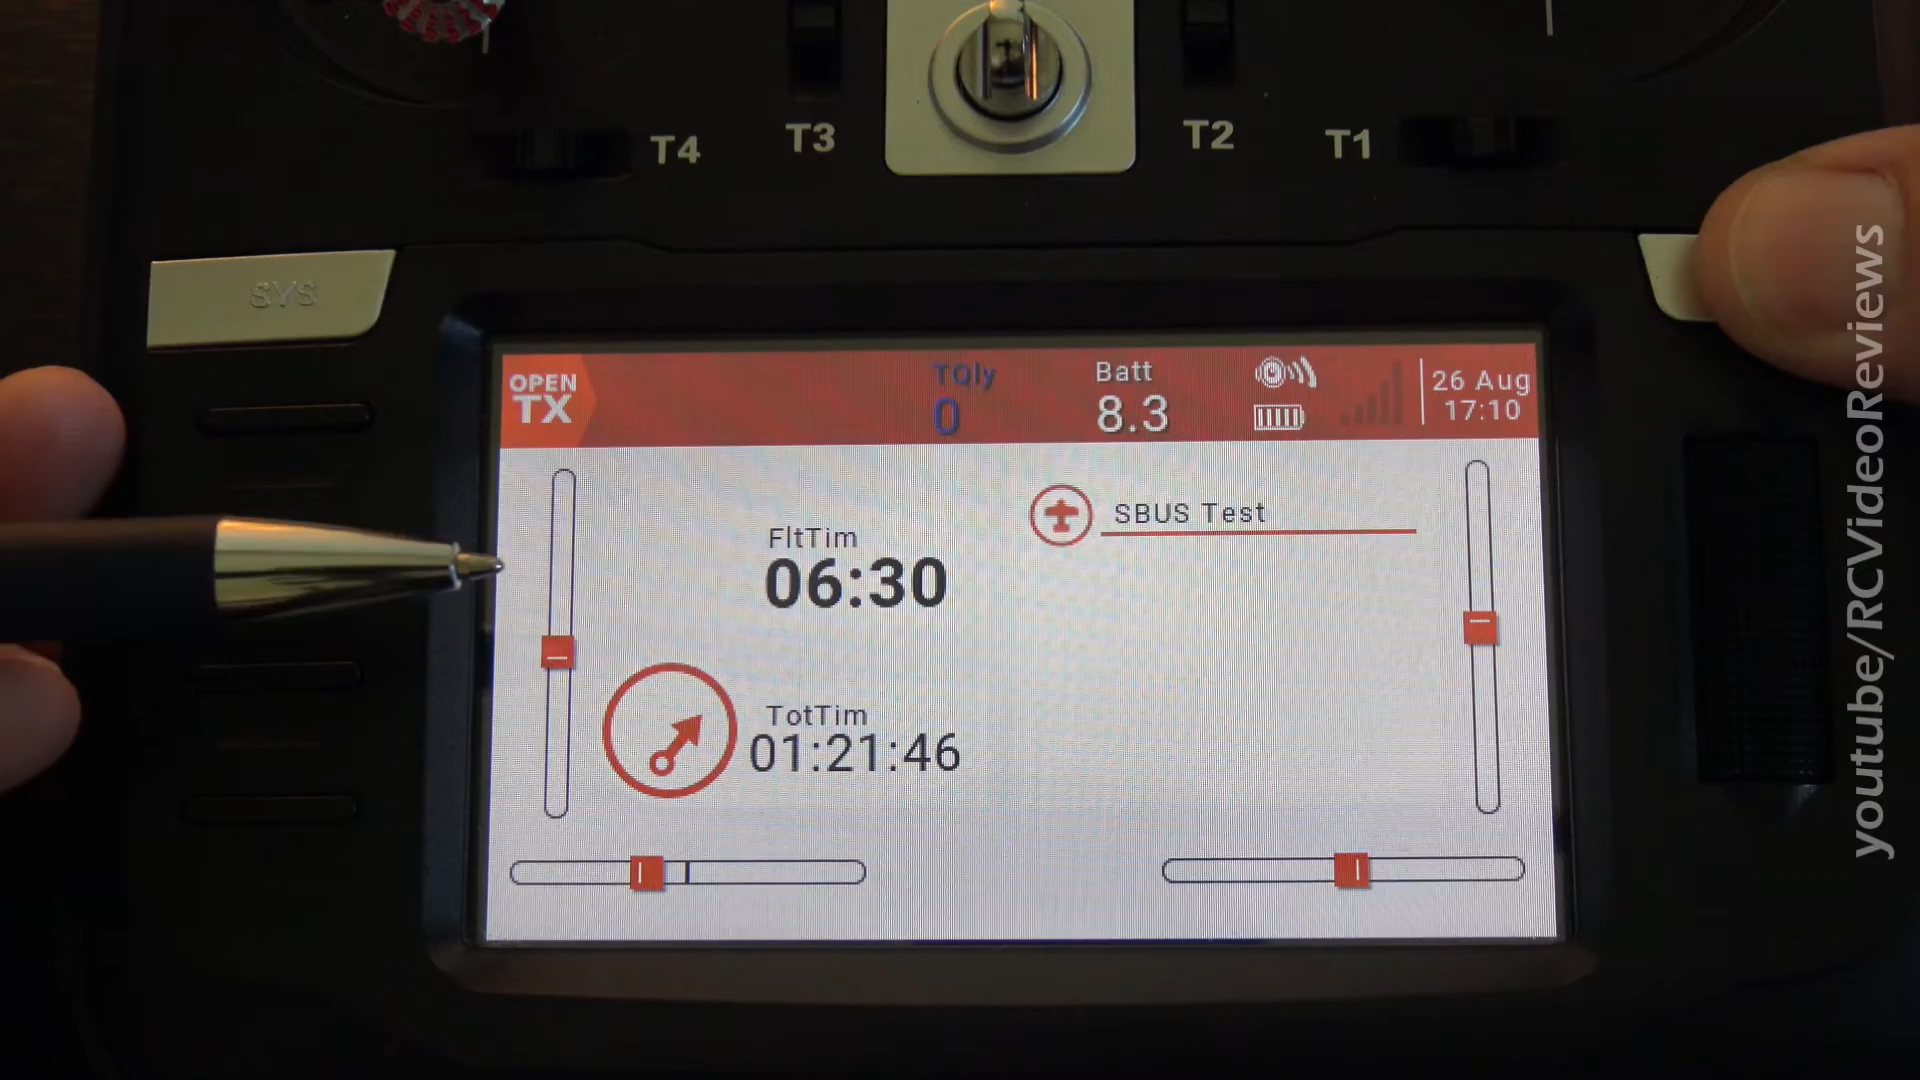 T4
T3
T2
T1
SYS
OPEN
TX
TQly
0
Batt
8.3
26 Aug
17:10
FltTim
06:30
SBUS Test
TotTim
01:21:46
youtube/RCVideoReviews